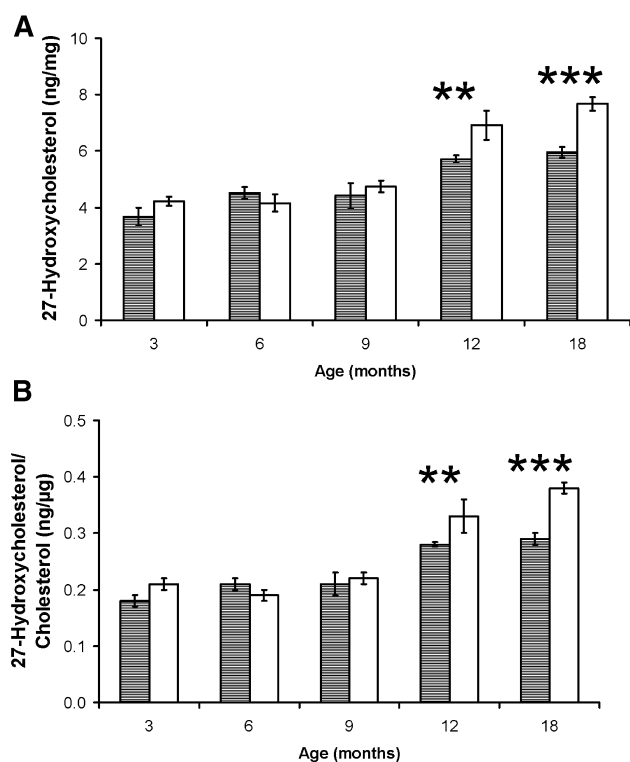 A
27-Hydroxycholesterol (ng/mg)
10
8
6
4
2
0
** ***
3 6 9 12 18
Age (months)
B
27-Hydroxycholesterol/
Cholesterol (ng/µg)
0.5
0.4
0.3
0.2
0.1
0.0
** ***
3 6 9 12 18
Age (months)